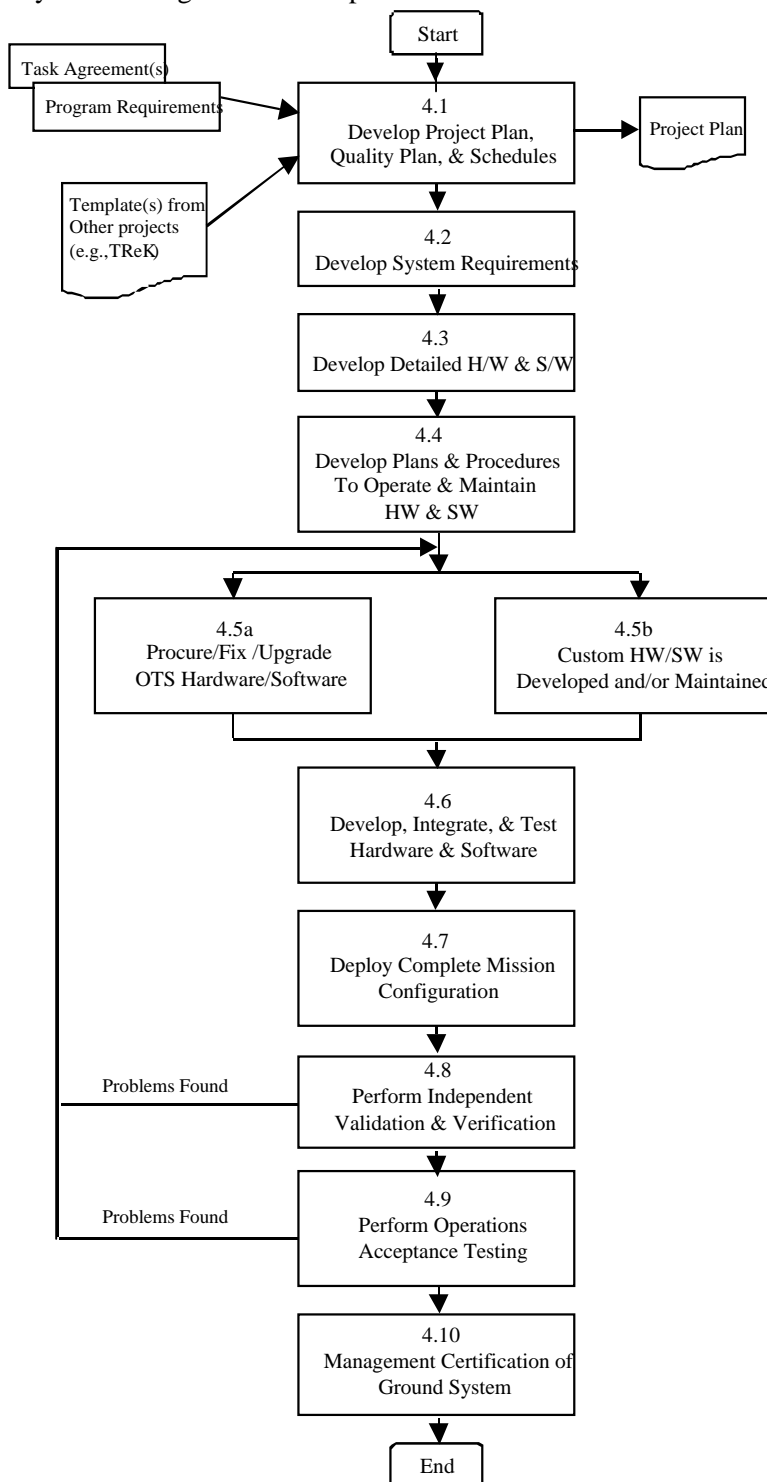 Start
Task Agreement(s)
Program Requirements
4.1
Develop Project Plan,
Quality Plan, & Schedules
Project Plan
Template(s) from
Other projects
(e.g.,TReK)
4.2
Develop System Requirements
4.3
Develop Detailed H/W & S/W
4.4
Develop Plans & Procedures
To Operate & Maintain
HW & SW
4.5a
Procure/Fix /Upgrade
OTS Hardware/Software
4.5b
Custom HW/SW is
Developed and/or Maintained
4.6
Develop, Integrate, & Test
Hardware & Software
4.7
Deploy Complete Mission
Configuration
Problems Found
4.8
Perform Independent
Validation & Verification
Problems Found
4.9
Perform Operations
Acceptance Testing
4.10
Management Certification of
Ground System
End